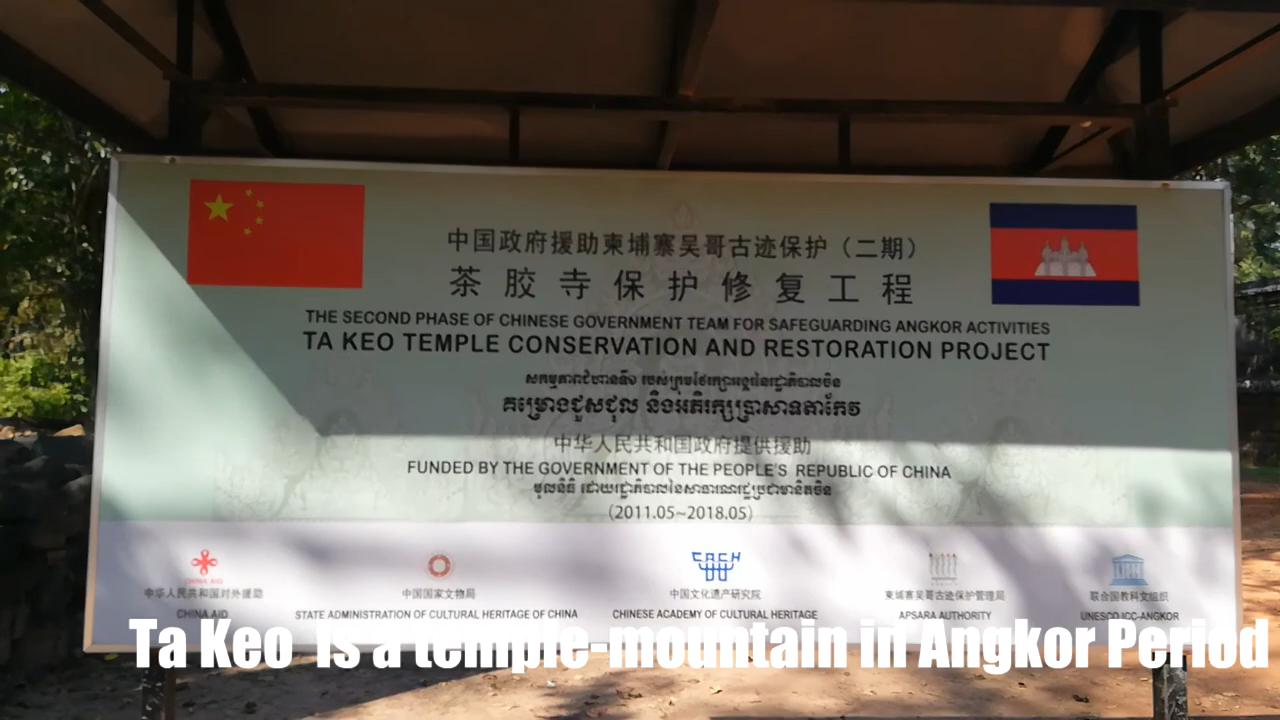 中国政府援助柬埔寨吴哥古迹保护（二期）
茶胶寺保护修复工程
THE SECOND PHASE OF CHINESE GOVERNMENT TEAM FOR SAFEGUARDING ANGKOR ACTIVITIES
TA KEO TEMPLE CONSERVATION AND RESTORATION PROJECT
សកម្មភាពជំហានទី២ របស់ក្រុមថែរក្សាអង្គរនៃរដ្ឋាភិបាលចិន
គម្រោងជួសជុល និងអភិរក្សប្រាសាទតាកែវ
中华人民共和国政府提供援助
FUNDED BY THE GOVERNMENT OF THE PEOPLE'S REPUBLIC OF CHINA
មូលនិធិ ដោយរដ្ឋាភិបាលនៃសាធារណរដ្ឋប្រជាមានិតចិន
(2011.05~2018.05)
CHINA AID
中华人民共和国对外援助
CHINA AID
中国国家文物局
STATE ADMINISTRATION OF CULTURAL HERITAGE OF CHINA
CACH
中国文化遗产研究院
CHINESE ACADEMY OF CULTURAL HERITAGE
柬埔寨吴哥古迹保护管理局
APSARA AUTHORITY
联合国教科文组织
UNESCO ICC-ANGKOR
Ta Keo is a temple-mountain in Angkor Period